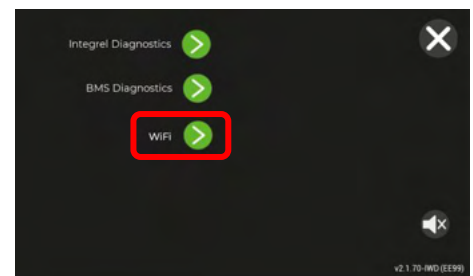 Integrel Diagnostics
BMS Diagnostics
WiFi
v2.1.70-IWD (EE99)